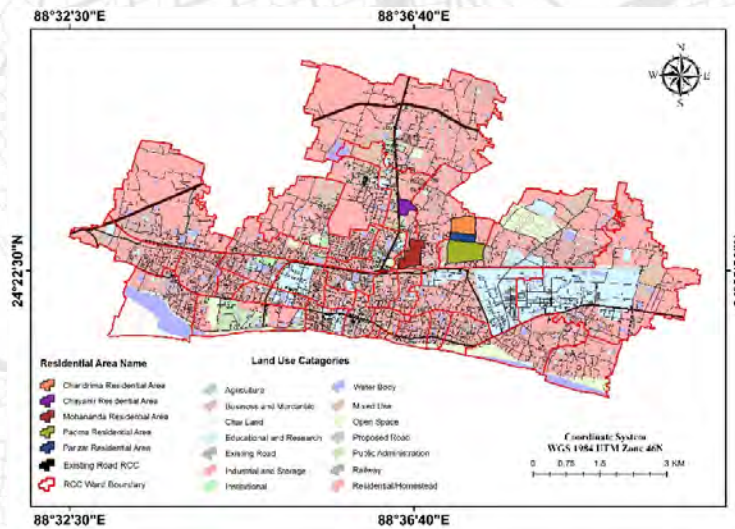 88°32'30"E 88°36'40"E
N
W E
S
24°22'30"N
Residential Area Name
Chandrima Residential Area
Chayanir Residential Area
Mohananda Residential Area
Padma Residential Area
Parizat Residential Area
Existing Road RCC
RCC Ward Boundary
Land Use Catagories
Agriculture
Business and Mercantile
Char Land
Educational and Research
Existing Road
Industrial and Storage
Institutional
Water Body
Mixed Use
Open Space
Proposed Road
Public Administration
Railway
Residential/Homestead
Coordinate System
WGS 1984 UTM Zone 46N
0 0.75 1.5 3 KM
88°32'30"E 88°36'40"E